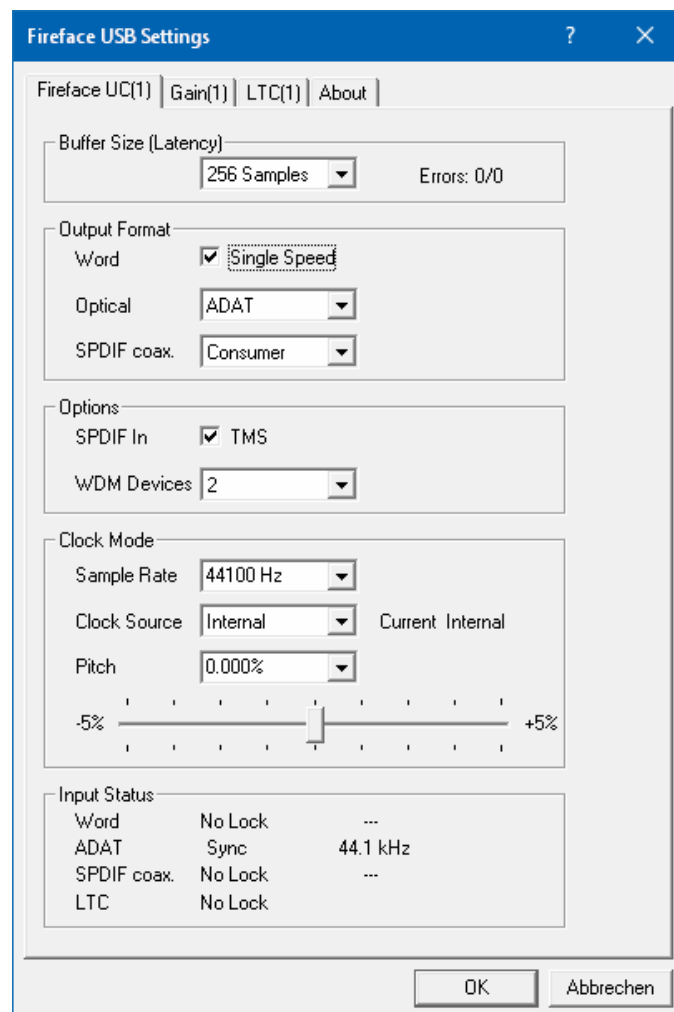 Fireface USB Settings ? ×
Fireface UC(1) Gain(1) LTC(1) About
Buffer Size (Latency)
256 Samples Errors: 0/0
Output Format
Word Single Speed
Optical ADAT
SPDIF coax. Consumer
Options
SPDIF In TMS
WDM Devices 2
Clock Mode
Sample Rate 44100 Hz
Clock Source Internal Current Internal
Pitch 0.000%
-5% +5%
Input Status
Word No Lock ---
ADAT Sync 44.1 kHz
SPDIF coax. No Lock ---
LTC No Lock
OK Abbrechen